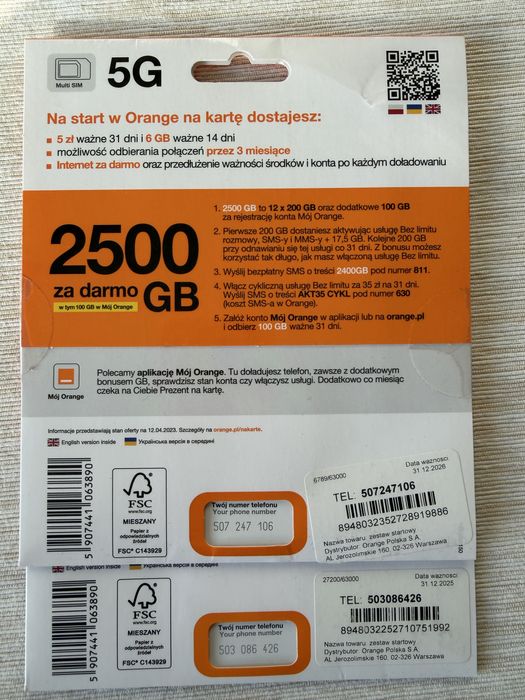 Multi SIM
5G
Na start w Orange na kartę dostajesz:
5 zł ważne 31 dni i 6 GB ważne 14 dni
możliwość odbierania połączeń przez 3 miesiące
Internet za darmo oraz przedłużenie ważności środków i konta po każdym doładowaniu
2500
za darmo GB
w tym 100 GB w Mój Orange
1. 2500 GB to 12 x 200 GB oraz dodatkowe 100 GB
za rejestrację konta Mój Orange.
2. Pierwsze 200 GB dostaniesz aktywując usługę Bez limitu
rozmowy, SMS-y i MMS-y + 17,5 GB. Kolejne 200 GB
przy odnawianiu się tej usługi co 31 dni. Z bonusu możesz
korzystać tak długo, jak masz włączoną usługę Bez limitu.
3. Wyślij bezpłatny SMS o treści 2400GB pod numer 811.
4. Włącz cykliczną usługę Bez limitu za 35 zł na 31 dni.
Wyślij SMS o treści AKT35 CYKL pod numer 630
(koszt SMS-a w Orange).
5. Załóż konto Mój Orange w aplikacji lub na orange.pl
i odbierz 100 GB ważne 31 dni.
Mój Orange
Polecamy aplikację Mój Orange. Tu doładujesz telefon, zawsze z dodatkowym
bonusem GB, sprawdzisz stan konta czy włączysz usługi. Dodatkowo co miesiąc
czeka na Ciebie Prezent na kartę.
Informacje przedstawiają stan oferty na 12.04.2023. Szczegóły na orange.pl/nakarte.
English version inside
Українська версія в середині
5 907441 063890
FSC
www.fsc.org
MIESZANY
Papier z
odpowiedzialnych
źródeł
FSC® C143929
Twój numer telefonu
Your phone number
507 247 106
6789/63000
Data ważności
31.12.2026
TEL: 507247106
8948032352728919886
Nazwa towaru zestaw startowy
Dystrybutor: Orange Polska S.A.
AL Jerozolimskie 160, 02-326 Warszawa
English version inside
Українська версія в середині
5 907441 063890
FSC
www.fsc.org
MIESZANY
Papier z
odpowiedzialnych
źródeł
FSC® C143929
Twój numer telefonu
Your phone number
503 086 426
27200/63000
Data ważności
31.12.2025
TEL: 503086426
8948032252710751992
Nazwa towaru: zestaw startowy
Dystrybutor: Orange Polska S.A.
AL Jerozolimskie 160, 02-326 Warszawa